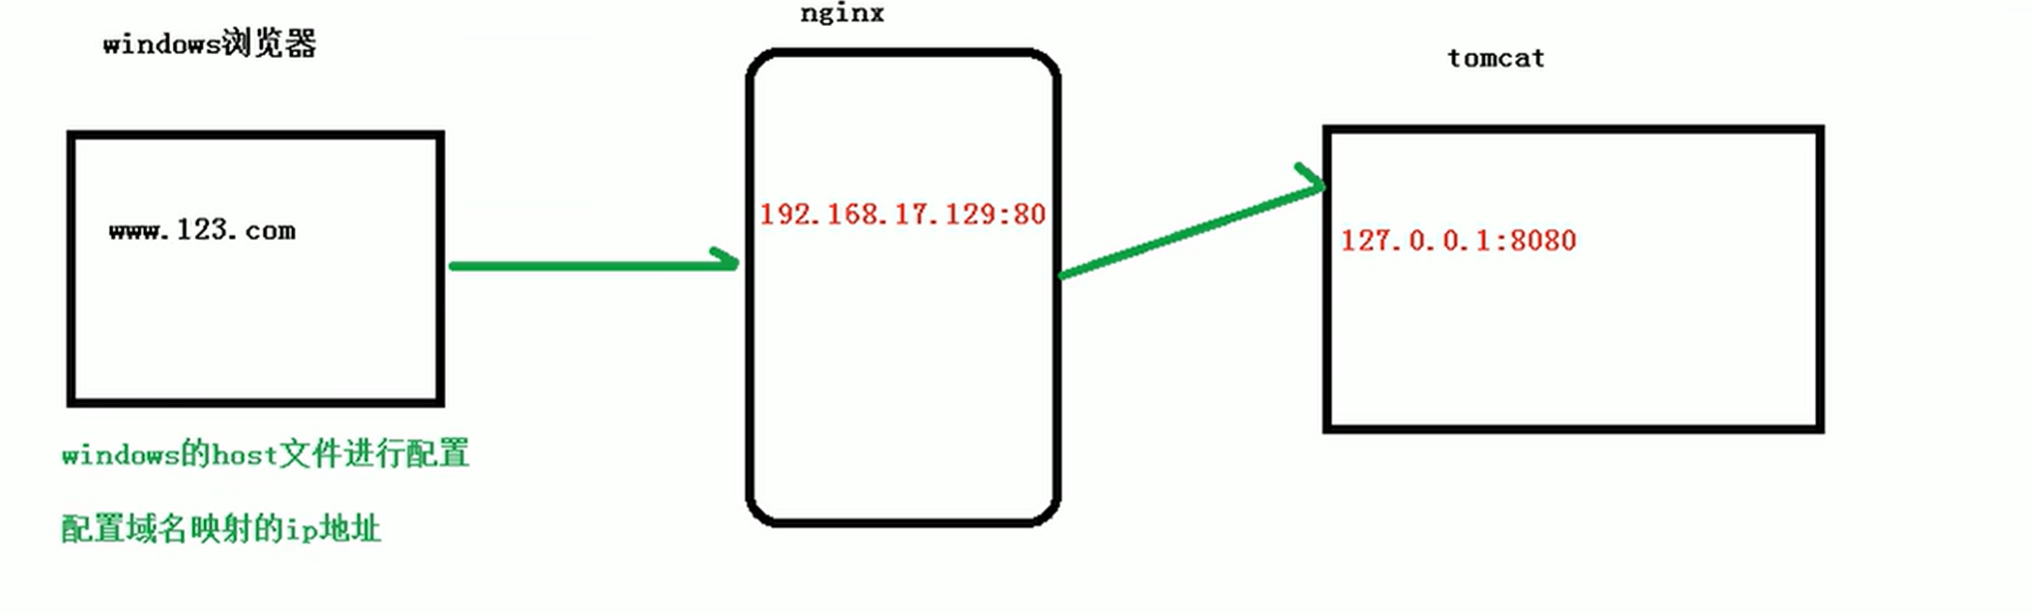 nginx
windows浏览器
tomcat
www.123.com
192.168.17.129:80
127.0.0.1:8080
windows的host文件进行配置
配置域名映射的ip地址